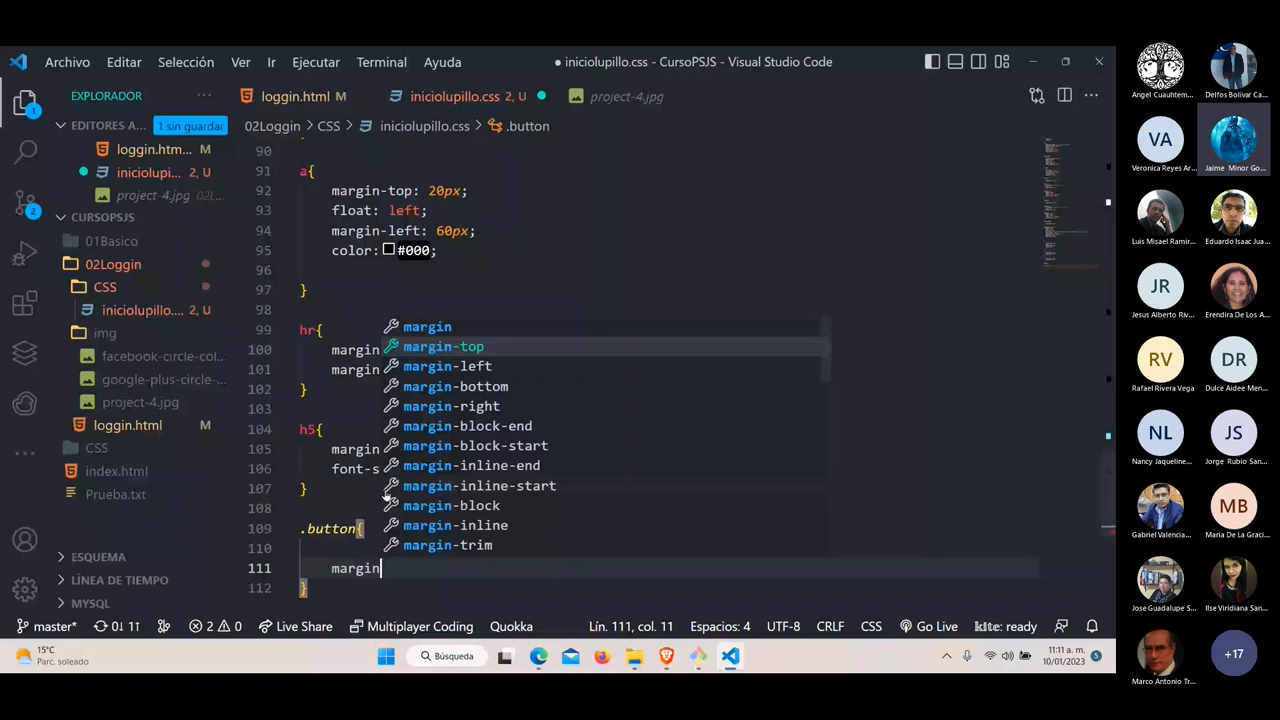 Archivo Editar Selección Ver Ir Ejecutar Terminal Ayuda
● iniciolupillo.css - CursoPSJS - Visual Studio Code
EXPLORADOR ...
loggin.html M
iniciolupillo.css 2, U
project-4.jpg
EDITORES A... 1 sin guardar
loggin.htm... M
iniciolupi... 2, U
project-4.jpg 02l...
CURSOPSJS
01Basico
02Loggin
CSS
iniciolupillo.... 2, U
img
facebook-circle-col...
google-plus-circle-...
project-4.jpg
loggin.html M
CSS
index.html
Prueba.txt
ESQUEMA
LÍNEA DE TIEMPO
MYSQL
1
2
02Loggin > CSS > iniciolupillo.css > .button
90
91 a{
92 margin-top: 20px;
93 float: left;
94 margin-left: 60px;
95 color: #000;
96
97 }
98
99 hr{
100 margin
101 margin
102 }
103
104 h5{
105 margin
106 font-s
107 }
108
109 .button{
110
111 margin
112 }
margin
margin-top
margin-left
margin-bottom
margin-right
margin-block-end
margin-block-start
margin-inline-end
margin-inline-start
margin-block
margin-inline
margin-trim
master* 0↓ 1↑ 2 0 Live Share Multiplayer Coding Quokka Lín. 111, col. 11 Espacios: 4 UTF-8 CRLF CSS Go Live kite: ready
15°C
Parc. soleado
Búsqueda
11:11 a. m.
10/01/2023
5
Angel Cuauhtem...
Delfos Bolivar Ca...
VA
Veronica Reyes Ar...
Jaime Minor Go...
Luis Misael Ramir...
Eduardo Isaac Jua...
JR
Jesus Alberto Riv...
Erendira De Los A...
RV
Rafael Rivera Vega
DR
Dulce Aidee Men...
NL
Nancy Jaqueline...
JS
Jorge Rubio San...
Gabriel Valencia...
MB
Maria De La Graci...
Jose Guadalupe S...
Ilse Viridiana San...
Marco Antonio Tr...
+17